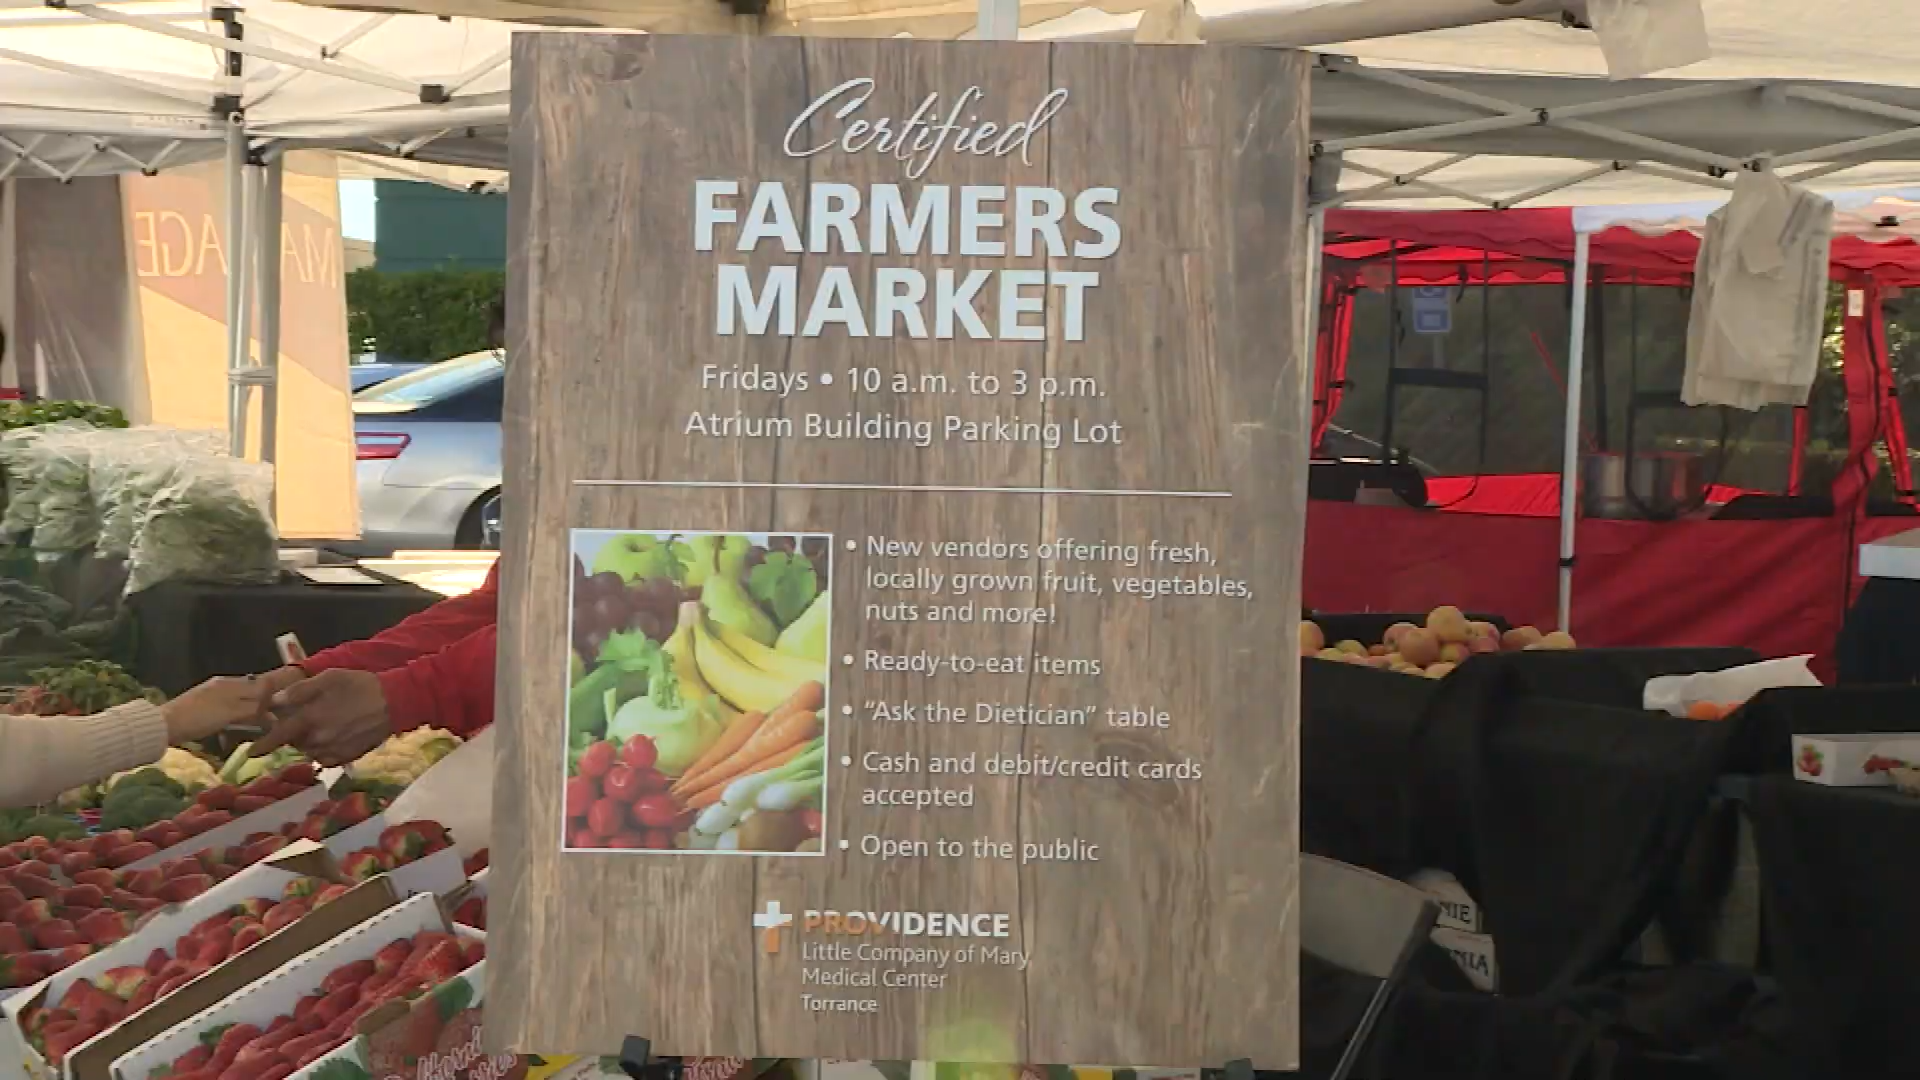 Certified
FARMERS
MARKET
Fridays • 10 a.m. to 3 p.m.
Atrium Building Parking Lot
• New vendors offering fresh,
locally grown fruit, vegetables,
nuts and more!
• Ready-to-eat items
• “Ask the Dietician” table
• Cash and debit/credit cards
accepted
• Open to the public
PROVIDENCE
Little Company of Mary
Medical Center
Torrance
California